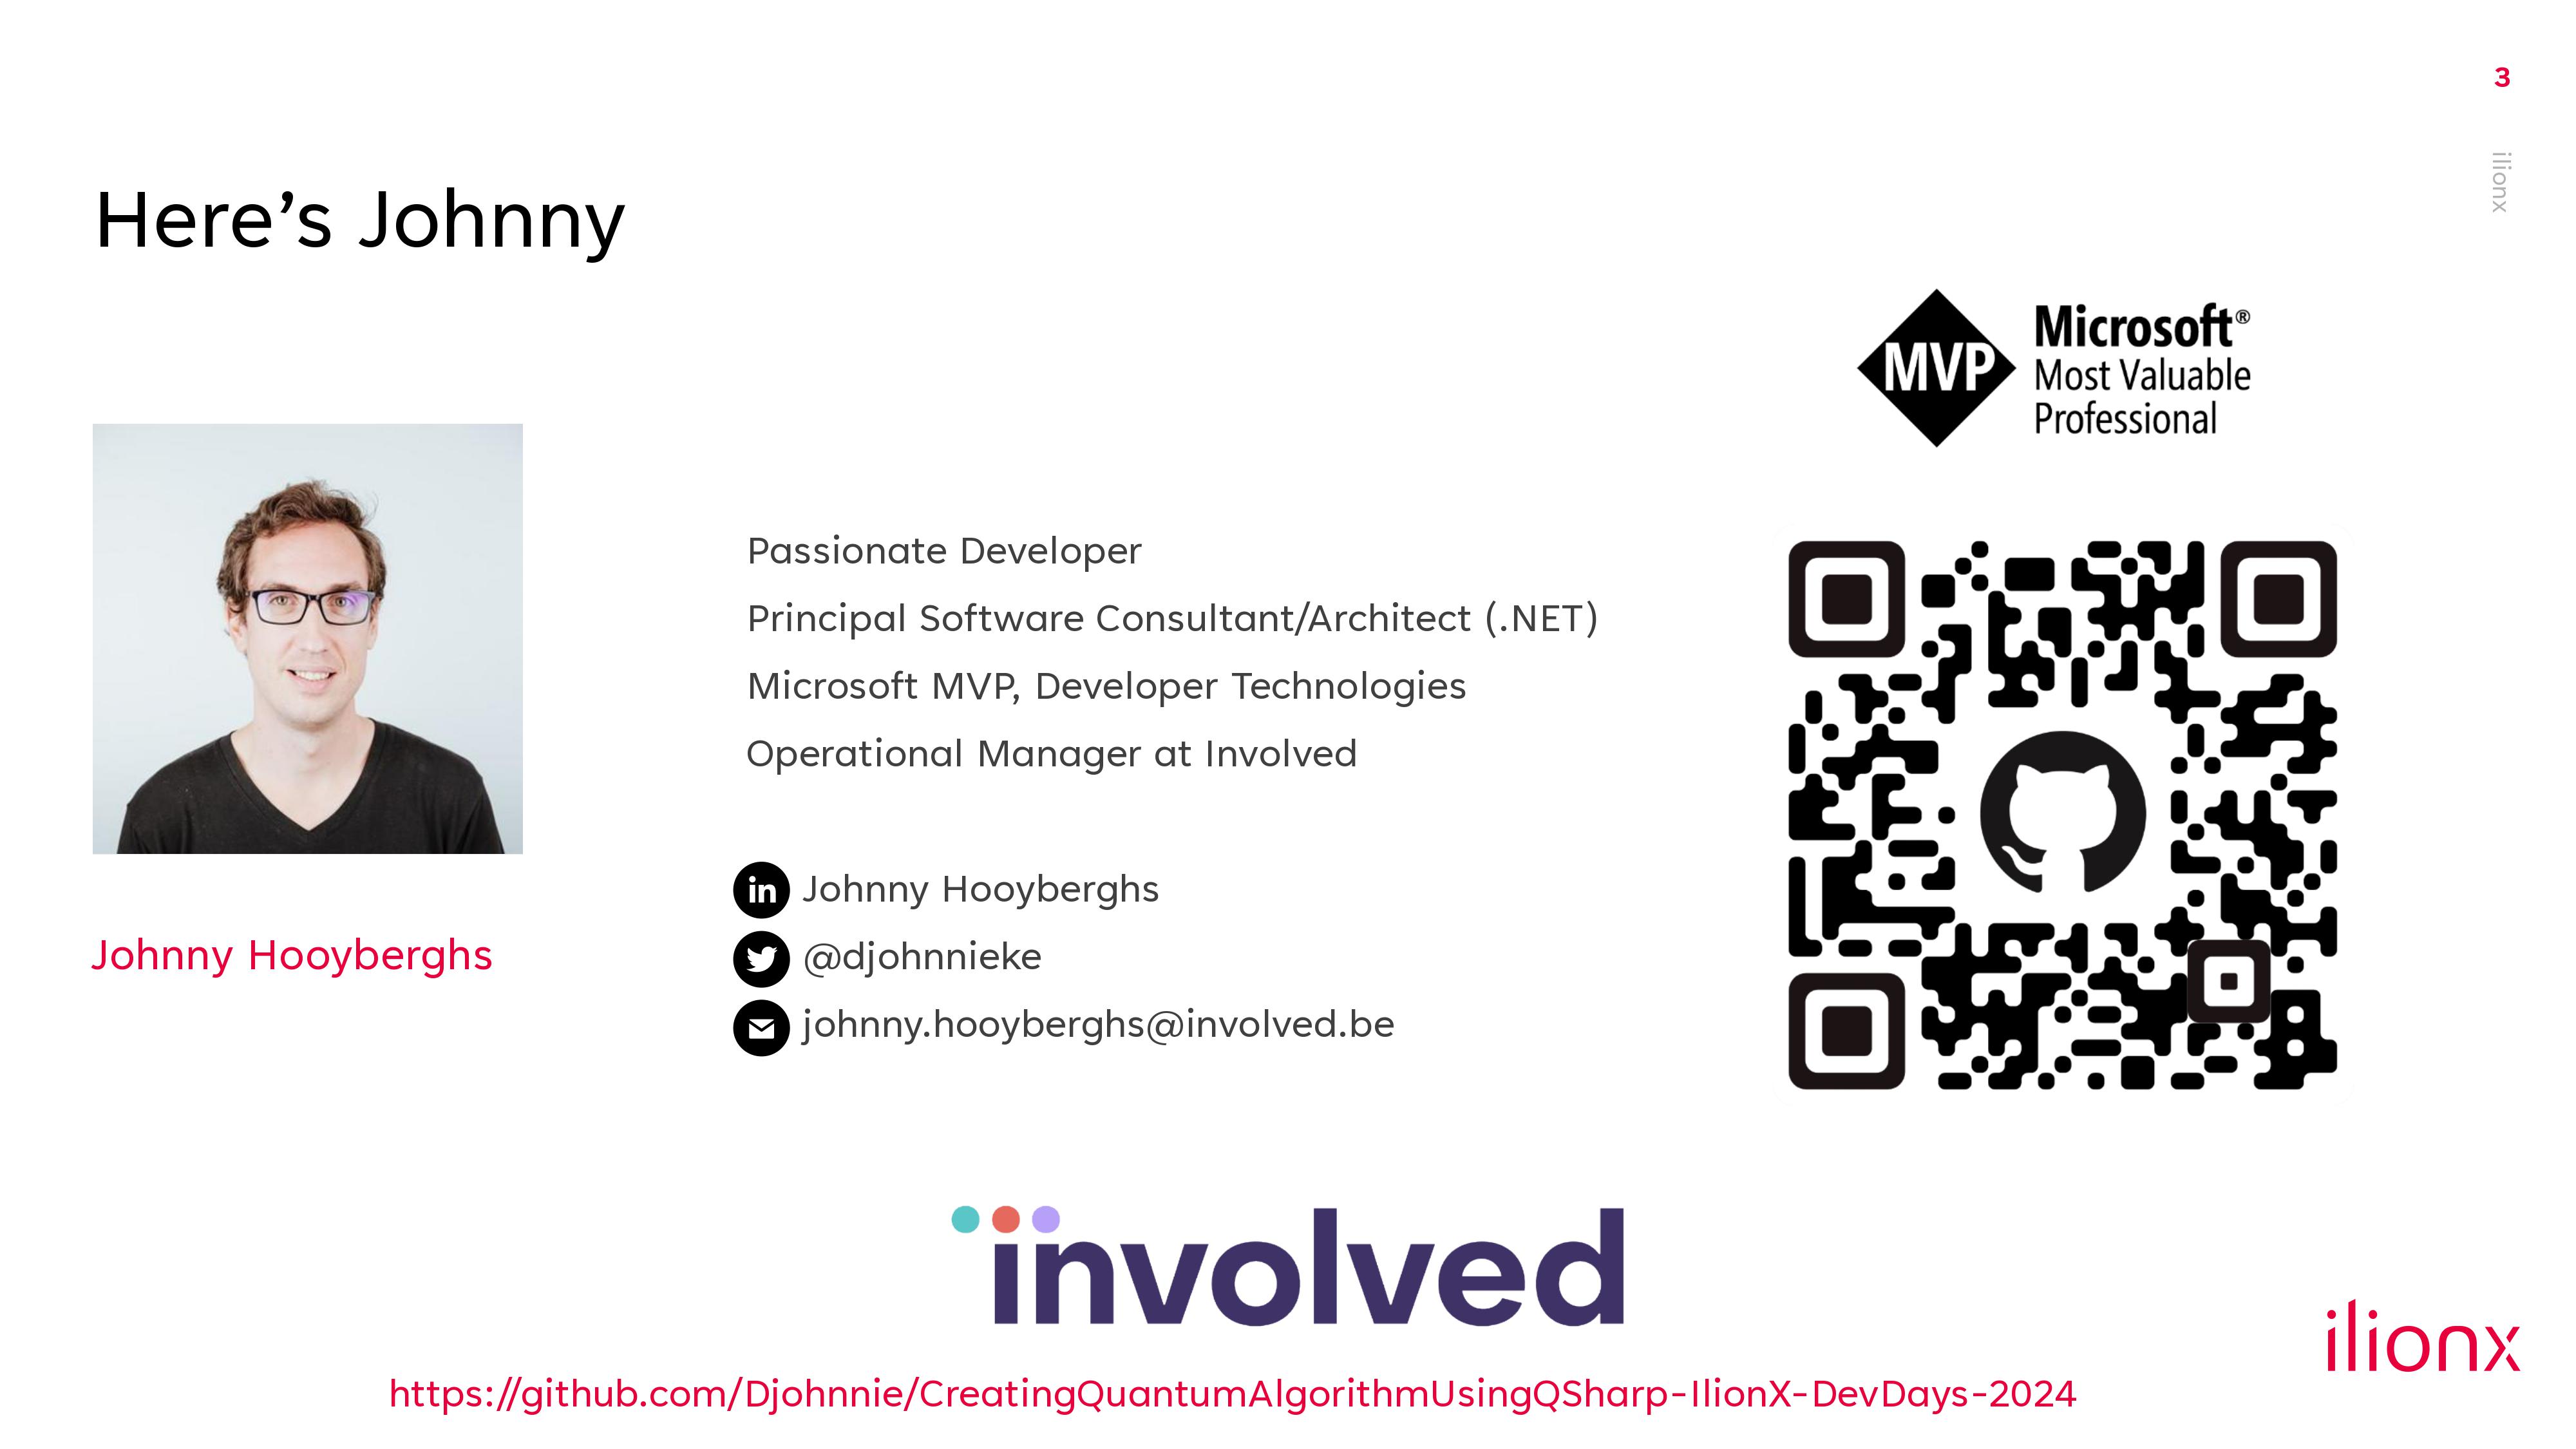 3
ilionx
Here’s Johnny
MVP
Microsoft®
Most Valuable
Professional
Passionate Developer
Principal Software Consultant/Architect (.NET)
Microsoft MVP, Developer Technologies
Operational Manager at Involved
in Johnny Hooyberghs
@djohnnieke
johnny.hooyberghs@involved.be
Johnny Hooyberghs
involved
ilionx
https://github.com/Djohnnie/CreatingQuantumAlgorithmUsingQSharp-IlionX-DevDays-2024